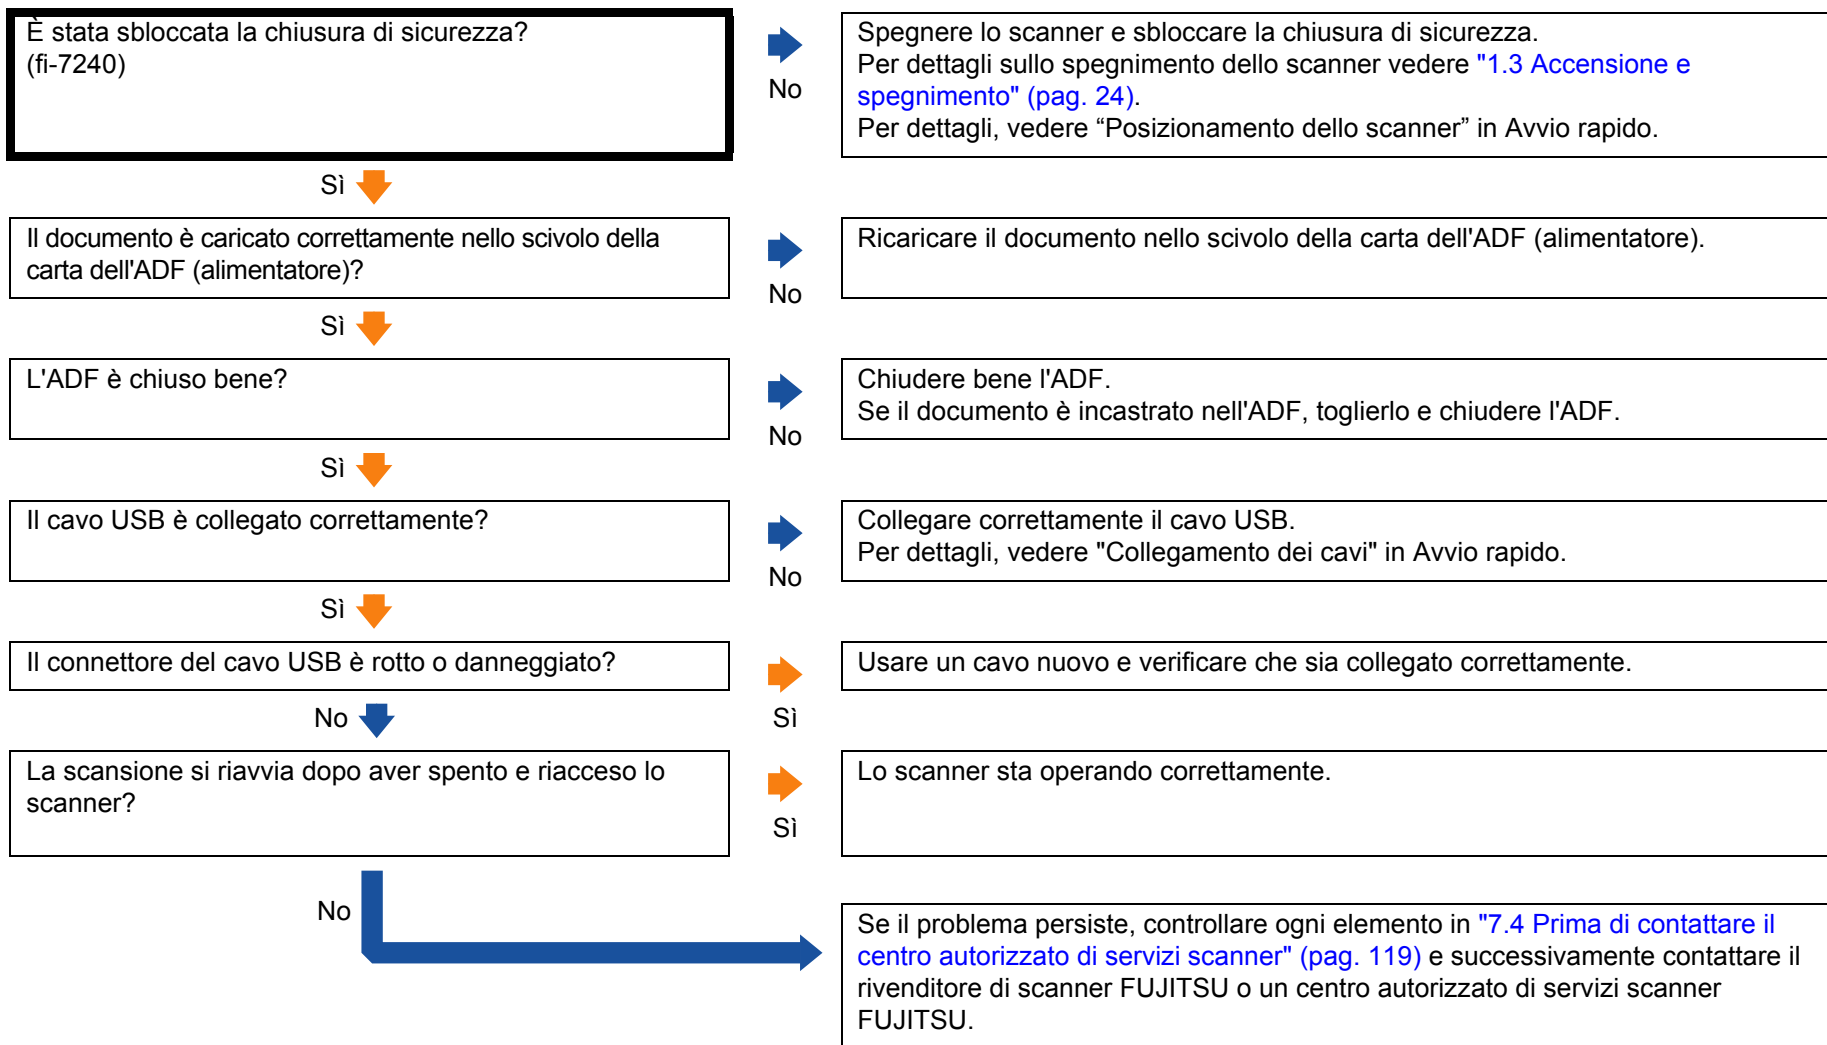 È stata sbloccata la chiusura di sicurezza?
(fi-7240)
No
Spegnere lo scanner e sbloccare la chiusura di sicurezza.
Per dettagli sullo spegnimento dello scanner vedere "1.3 Accensione e
spegnimento" (pag. 24).
Per dettagli, vedere “Posizionamento dello scanner” in Avvio rapido.
Sì
Il documento è caricato correttamente nello scivolo della
carta dell'ADF (alimentatore)?
No
Ricaricare il documento nello scivolo della carta dell'ADF (alimentatore).
Sì
L'ADF è chiuso bene?
No
Chiudere bene l'ADF.
Se il documento è incastrato nell'ADF, toglierlo e chiudere l'ADF.
Sì
Il cavo USB è collegato correttamente?
No
Collegare correttamente il cavo USB.
Per dettagli, vedere "Collegamento dei cavi" in Avvio rapido.
Sì
Il connettore del cavo USB è rotto o danneggiato?
Sì
Usare un cavo nuovo e verificare che sia collegato correttamente.
No
La scansione si riavvia dopo aver spento e riacceso lo
scanner?
Sì
Lo scanner sta operando correttamente.
No
Se il problema persiste, controllare ogni elemento in "7.4 Prima di contattare il
centro autorizzato di servizi scanner" (pag. 119) e successivamente contattare il
rivenditore di scanner FUJITSU o un centro autorizzato di servizi scanner
FUJITSU.